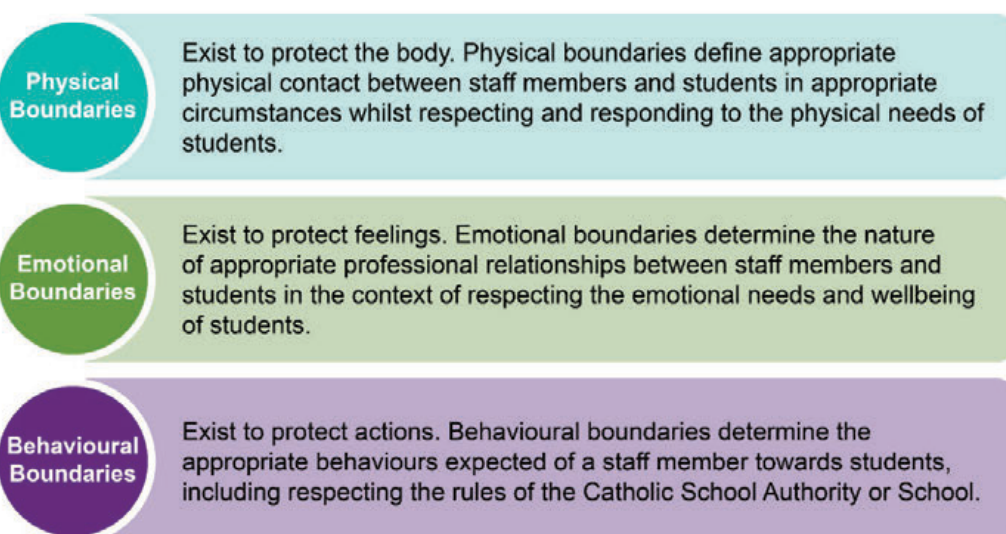 Physical
Boundaries
Exist to protect the body. Physical boundaries define appropriate
physical contact between staff members and students in appropriate
circumstances whilst respecting and responding to the physical needs of
students.
Emotional
Boundaries
Exist to protect feelings. Emotional boundaries determine the nature
of appropriate professional relationships between staff members and
students in the context of respecting the emotional needs and wellbeing
of students.
Behavioural
Boundaries
Exist to protect actions. Behavioural boundaries determine the
appropriate behaviours expected of a staff member towards students,
including respecting the rules of the Catholic School Authority or School.